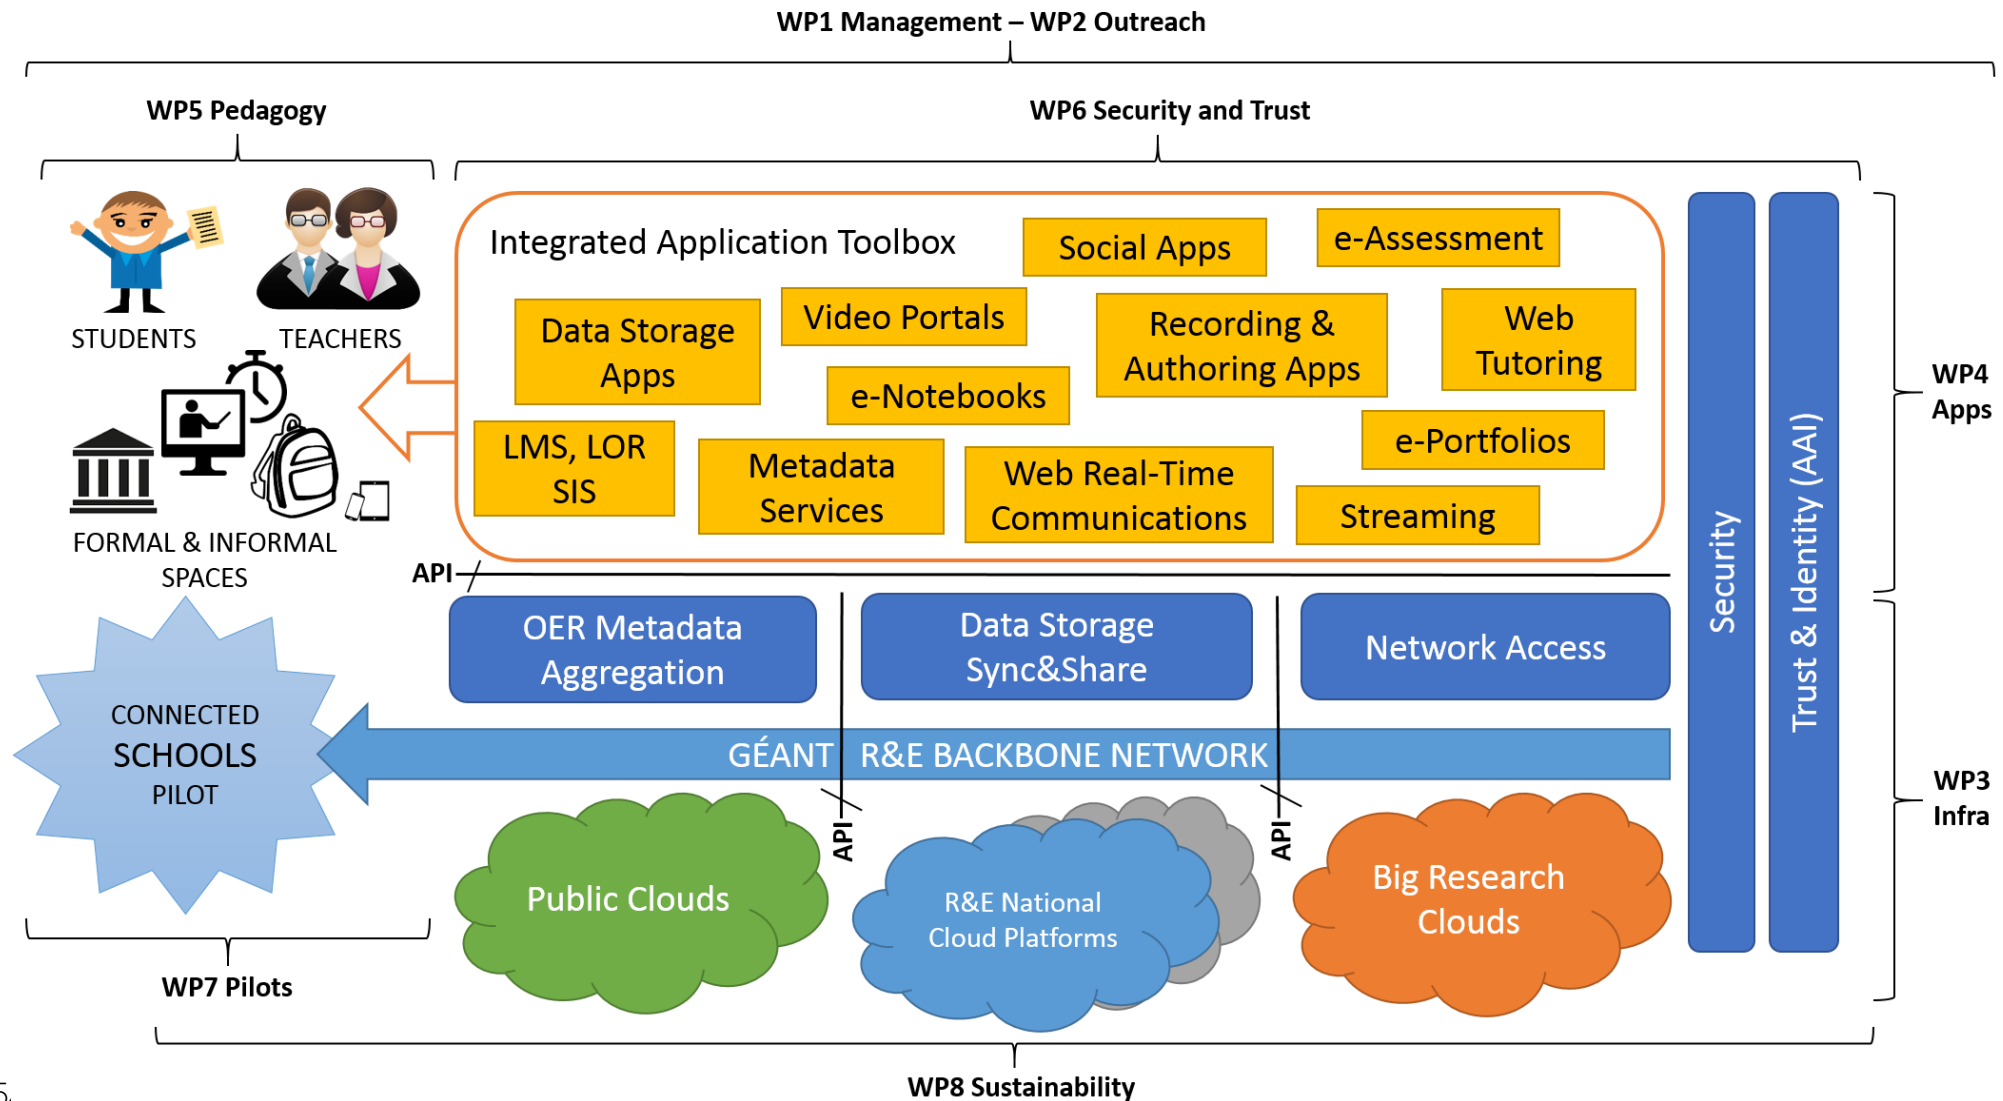 WP1 Management – WP2 Outreach
WP5 Pedagogy
WP6 Security and Trust
STUDENTS
TEACHERS
FORMAL & INFORMAL
SPACES
Integrated Application Toolbox
Social Apps
e-Assessment
Data Storage
Apps
Video Portals
Recording &
Authoring Apps
Web
Tutoring
e-Notebooks
LMS, LOR
SIS
Metadata
Services
Web Real-Time
Communications
e-Portfolios
Streaming
Security
Trust & Identity (AAI)
WP4
Apps
API
OER Metadata
Aggregation
Data Storage
Sync&Share
Network Access
CONNECTED
SCHOOLS
PILOT
GÉANT R&E BACKBONE NETWORK
API
API
WP3
Infra
Public Clouds
R&E National
Cloud Platforms
Big Research
Clouds
WP7 Pilots
WP8 Sustainability